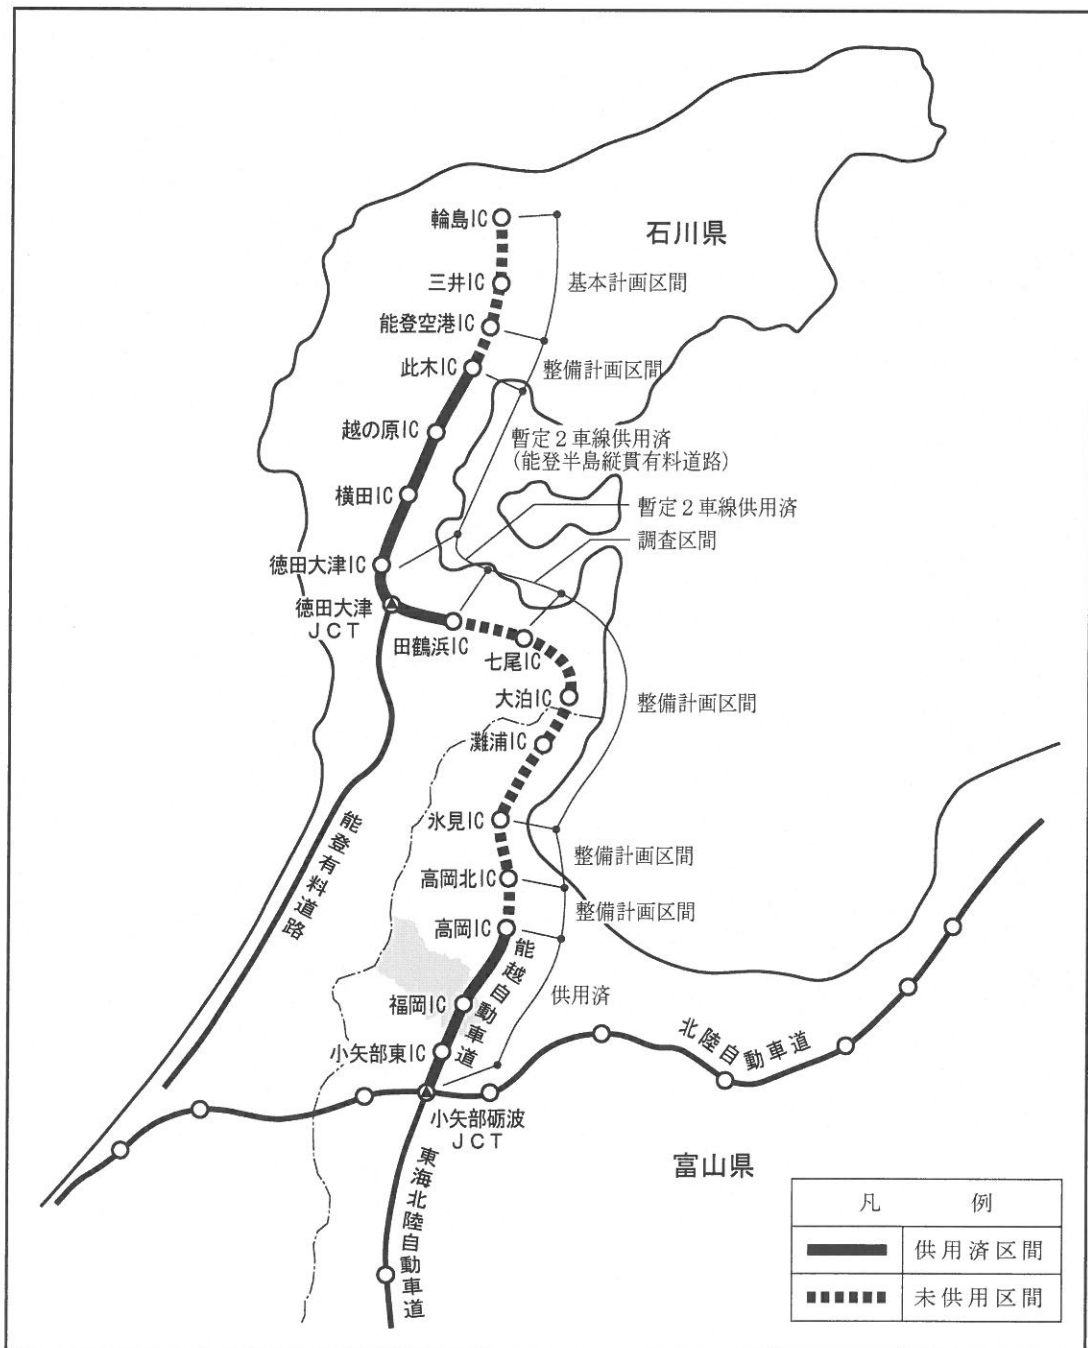 輪島IC
石川県
三井IC
基本計画区間
能登空港IC
此木IC
整備計画区間
越の原IC
暫定2車線供用済
(能登半島縦貫有料道路)
横田IC
暫定2車線供用済
調査区間
徳田大津IC
徳田大津
JCT
田鶴浜IC
七尾IC
大泊IC
整備計画区間
灘浦IC
氷見IC
能登有料道路
整備計画区間
高岡北IC
整備計画区間
高岡IC
能越自動車道
供用済
福岡IC
小矢部東IC
北陸自動車道
小矢部砺波
JCT
東海北陸自動車道
富山県
凡例
供用済区間
未供用区間